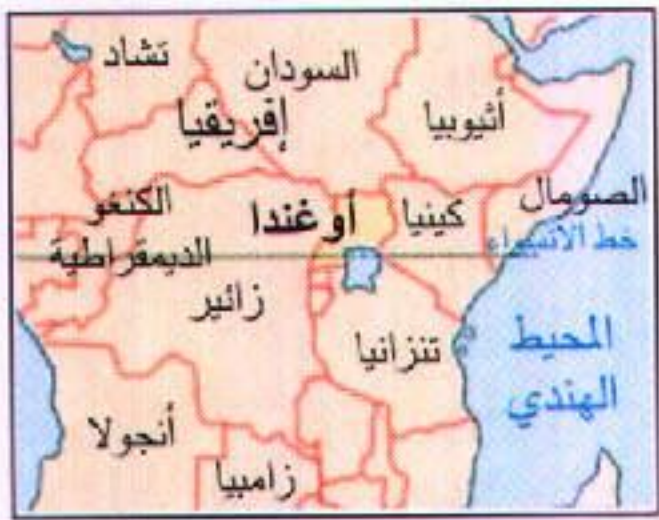 تشاد
السودان
أثيوبيا
إفريقيا
الصومال
كينيا
أوغندا
الكنغو
الديمقراطية
خط الاستواء
زائير
تنزانيا
المحيط
الهندي
أنجولا
زامبيا